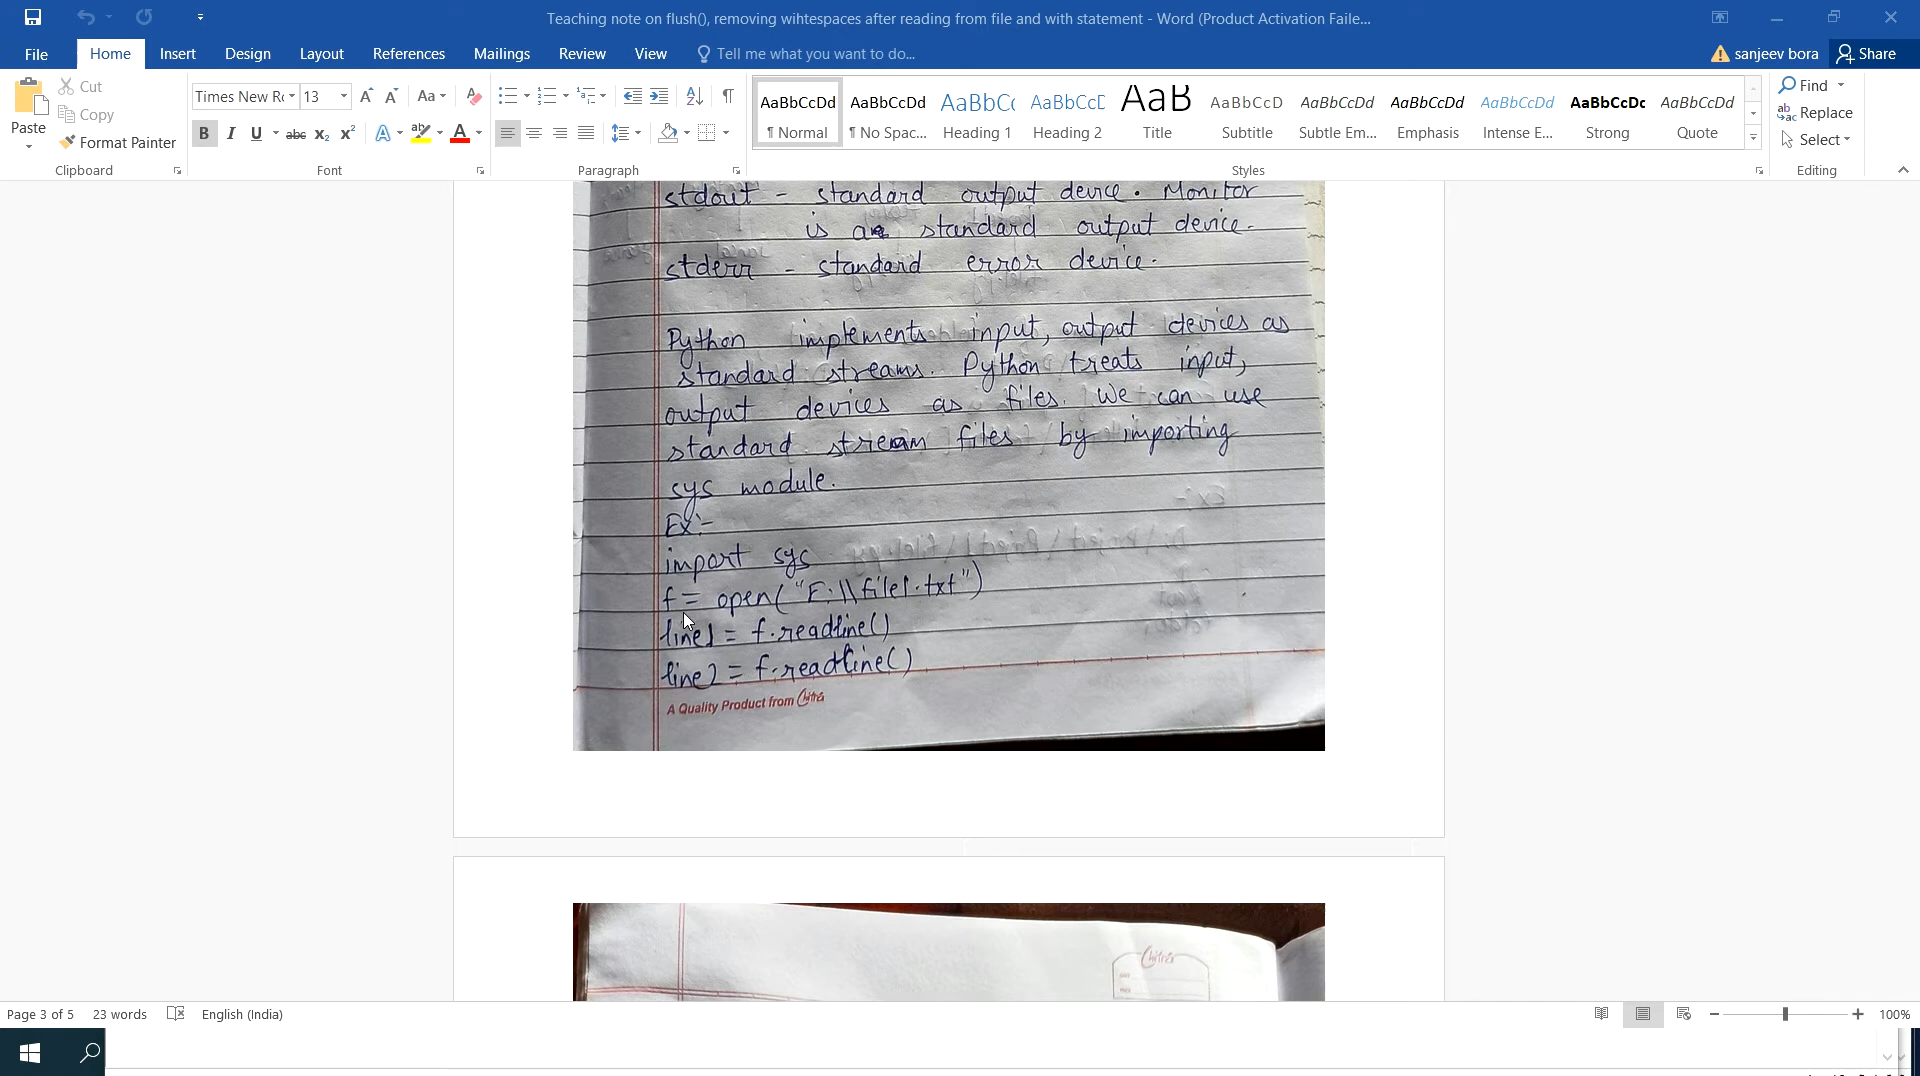 Teaching note on flush(), removing wihtespaces after reading from file and with statement - Word (Product Activation Faile...
File Home Insert Design Layout References Mailings Review View Tell me what you want to do... sanjeev bora Share
Paste
Cut
Copy
Format Painter
Clipboard
Times New Ro 13
Font
Paragraph
AaBbCcDd AaBbCcDd AaBbCc AaBbCcD AaB AaBbCcD AaBbCcDd AaBbCcDd AaBbCcDd AaBbCcDc AaBbCcDd
¶ Normal ¶ No Spac... Heading 1 Heading 2 Title Subtitle Subtle Em... Emphasis Intense E... Strong Quote
Styles
Find
Replace
Select
Editing
stdout - standard output device. Monitor
is a standard output device.
stderr - standard error device.
Python implements input, output devices as
standard streams. Python treats input,
output devices as files. We can use
standard stream files by importing
sys module.
Ex:-
import sys
f = open("E:\\file1.txt")
line1 = f.readline()
line2 = f.readline()
A Quality Product from Chitra
Chitra
Page 3 of 5 23 words English (India) 100%